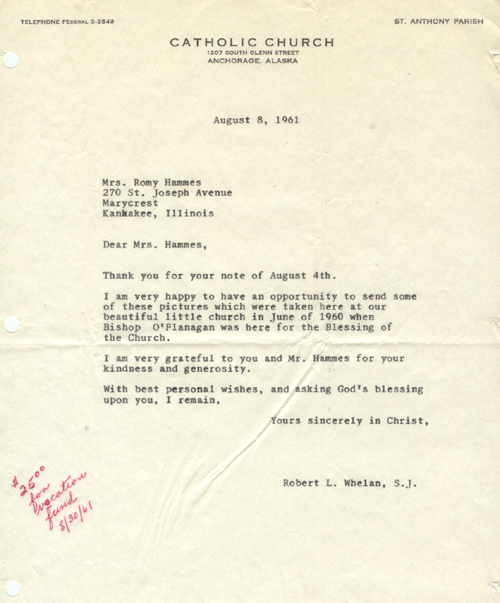 TELEPHONE FEDERAL 3-2549
ST. ANTHONY PARISH
CATHOLIC CHURCH
1207 SOUTH GLENN STREET
ANCHORAGE, ALASKA
August 8, 1961
Mrs. Romy Hammes
270 St. Joseph Avenue
Marycrest
Kankakee, Illinois
Dear Mrs. Hammes,
Thank you for your note of August 4th.
I am very happy to have an opportunity to send some
of these pictures which were taken here at our
beautiful little church in June of 1960 when
Bishop O'Flanagan was here for the Blessing of
the Church.
I am very grateful to you and Mr. Hammes for your
kindness and generosity.
With best personal wishes, and asking God's blessing
upon you, I remain,
Yours sincerely in Christ,
Robert L. Whelan, S.J.
$25.00
for
Vocation
fund
8/30/61